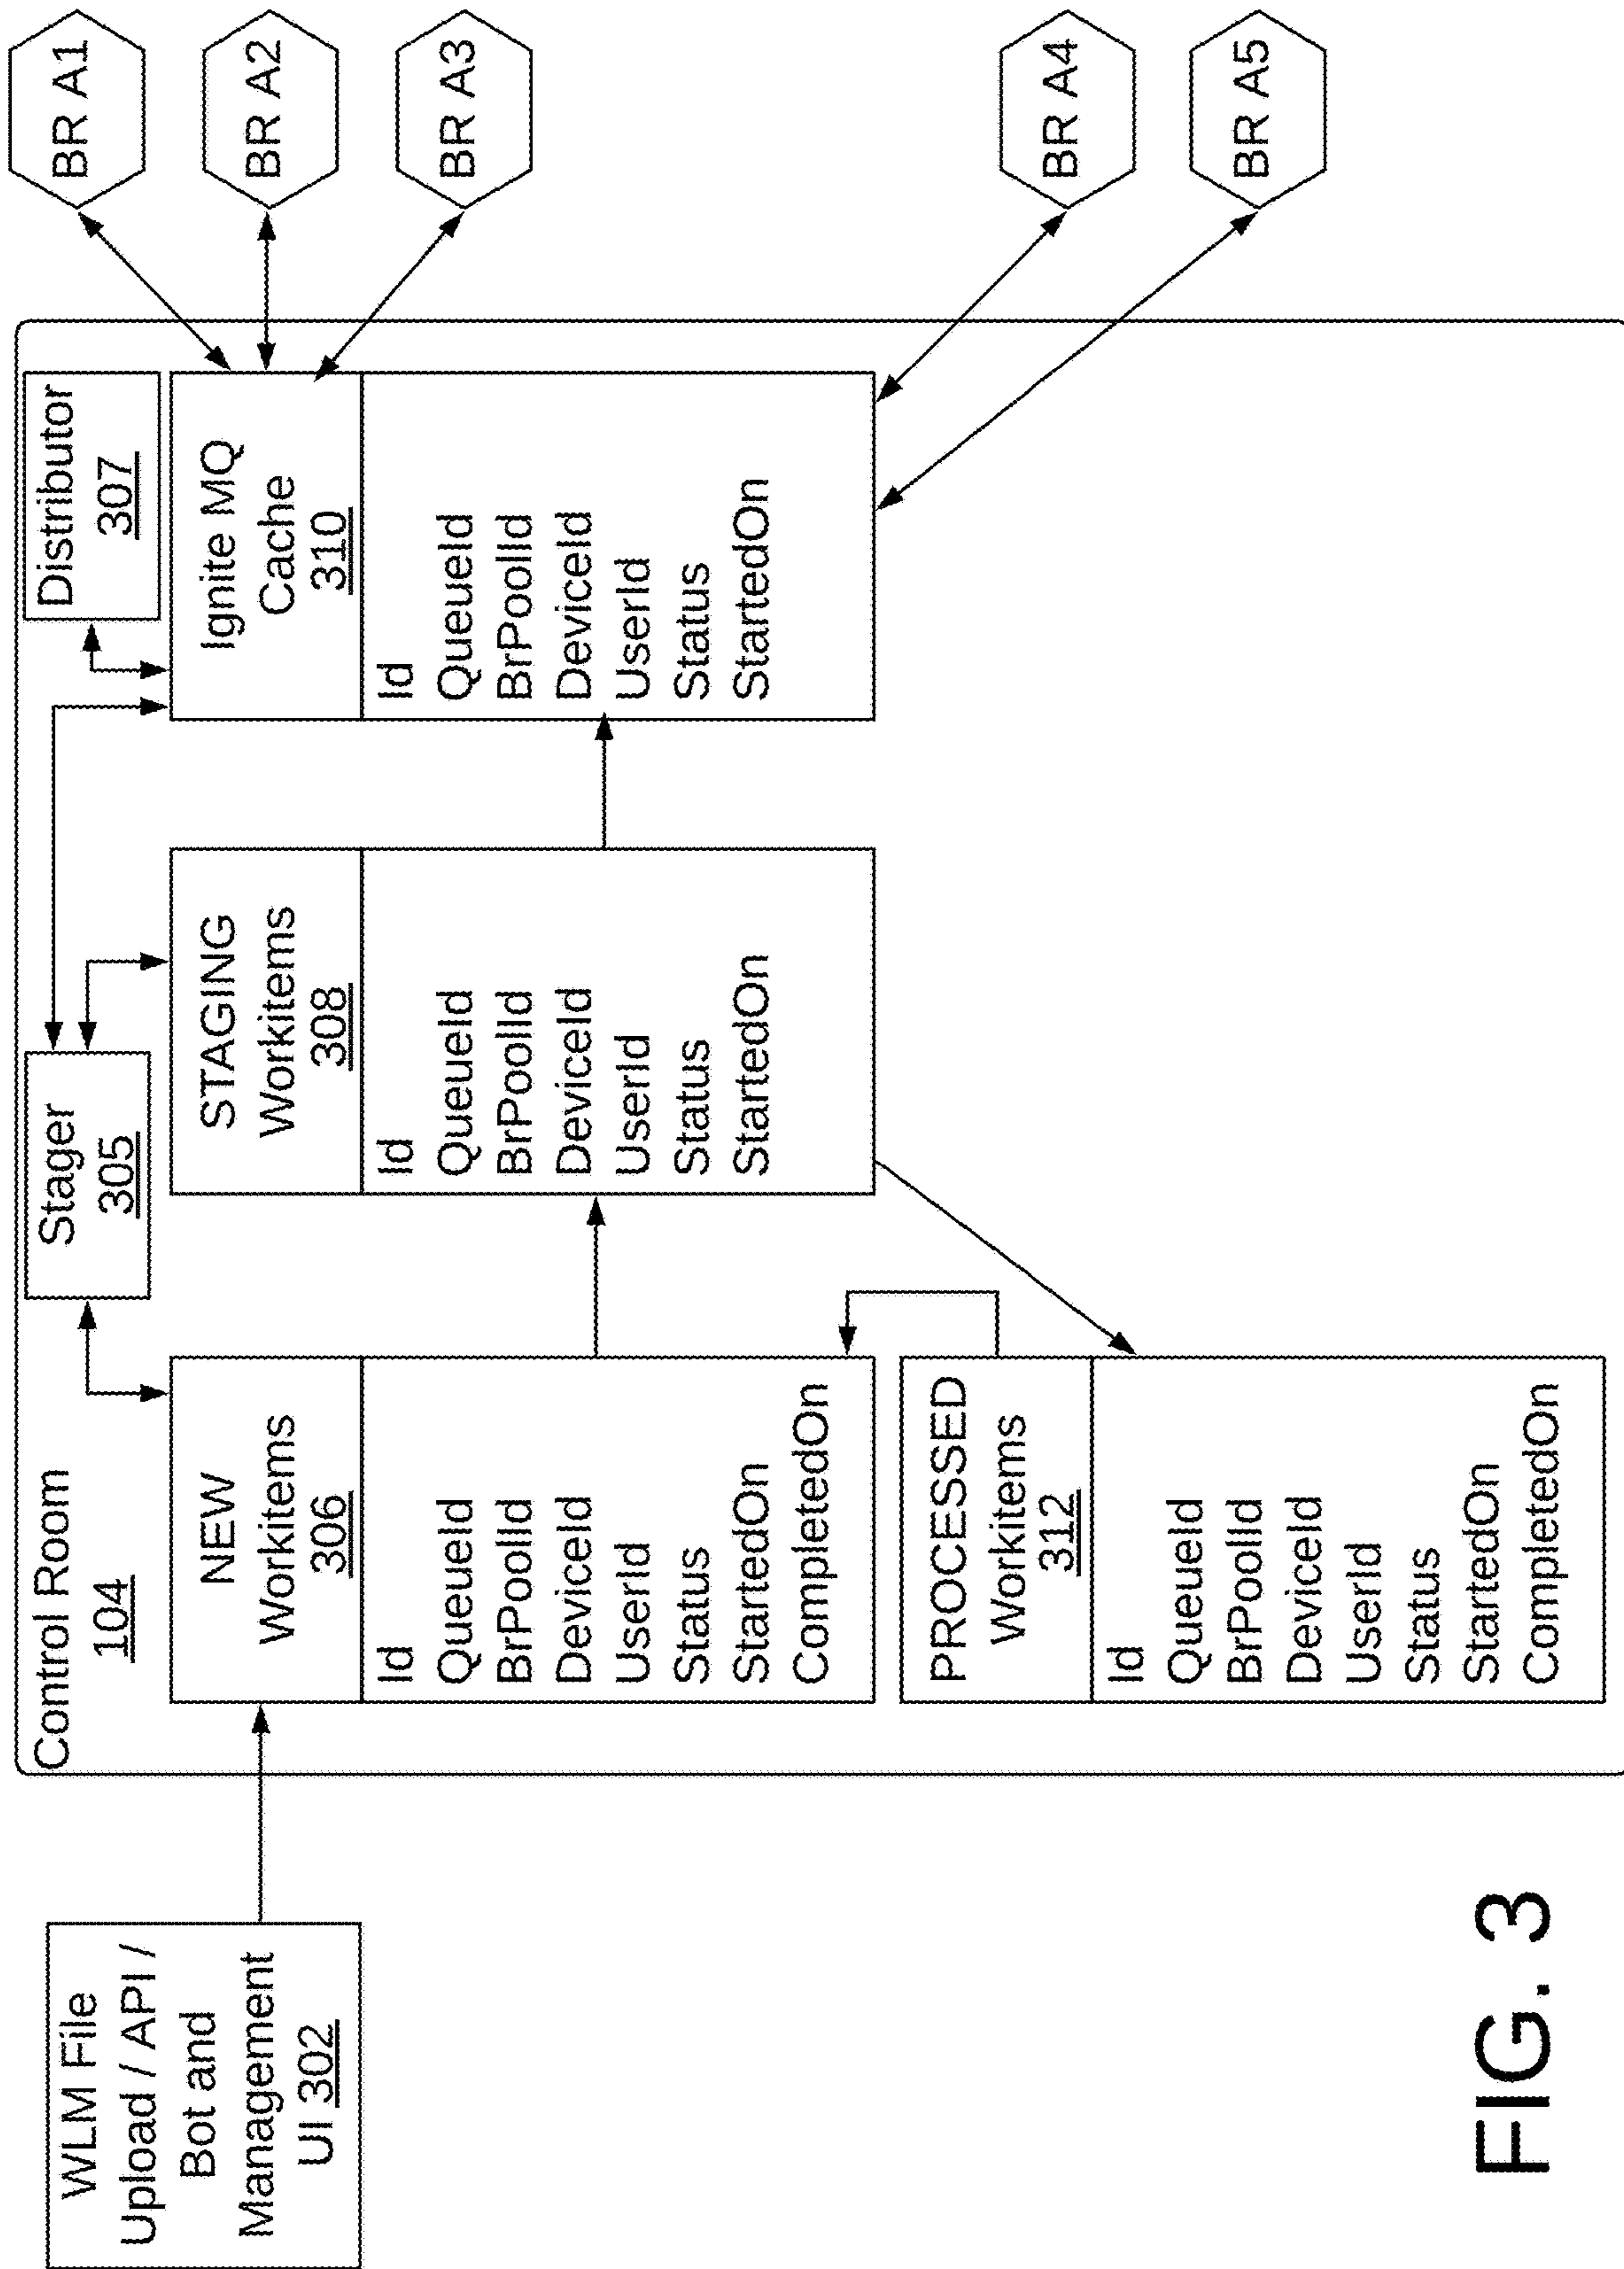 WLM File
Upload / API /
Bot and
Management
UI 302
Control Room
104
Stager
305
Distributor
307
NEW
Workitems
306
Id
QueueId
BrPoolId
DeviceId
UserId
Status
StartedOn
CompletedOn
STAGING
Workitems
308
Id
QueueId
BrPoolId
DeviceId
UserId
Status
StartedOn
Ignite MQ
Cache
310
Id
QueueId
BrPoolId
DeviceId
UserId
Status
StartedOn
PROCESSED
Workitems
312
Id
QueueId
BrPoolId
DeviceId
UserId
Status
StartedOn
CompletedOn
BR A1
BR A2
BR A3
BR A4
BR A5
FIG. 3